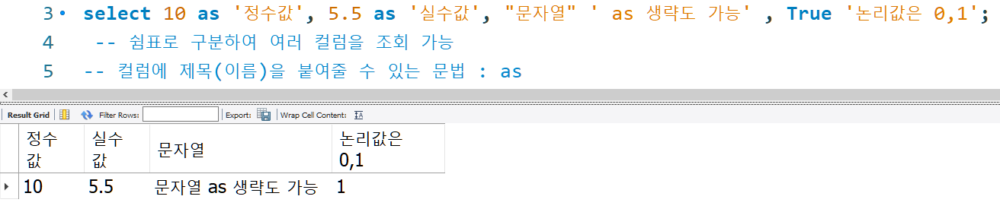 3 select 10 as '정수값', 5.5 as '실수값', "문자열" ' as 생략도 가능' , True '논리값은 0,1';
4 -- 쉼표로 구분하여 여러 컬럼을 조회 가능
5 -- 컬럼에 제목(이름)을 붙여줄 수 있는 문법 : as
Result Grid Filter Rows: Export: Wrap Cell Content: IA
정수 실수 문자열 논리값은
값 값 0,1
10 5.5 문자열 as 생략도 가능 1